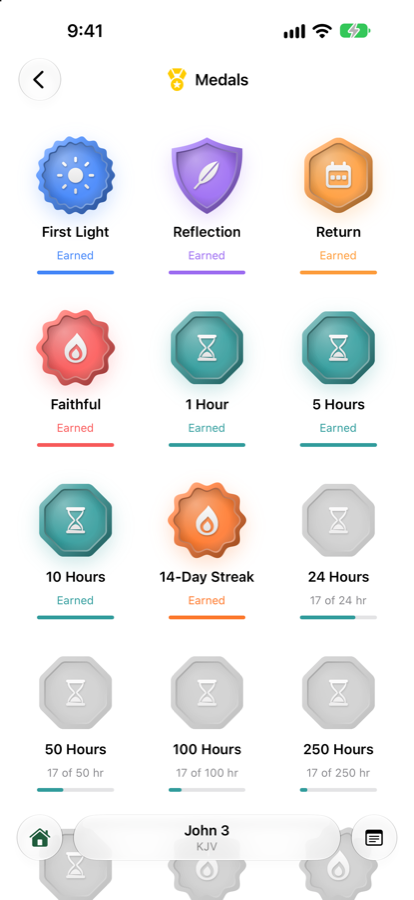 9:41
Medals
First Light
Earned
Reflection
Earned
Return
Earned
Faithful
Earned
1 Hour
Earned
5 Hours
Earned
10 Hours
Earned
14-Day Streak
Earned
24 Hours
17 of 24 hr
50 Hours
17 of 50 hr
100 Hours
17 of 100 hr
250 Hours
17 of 250 hr
John 3
KJV